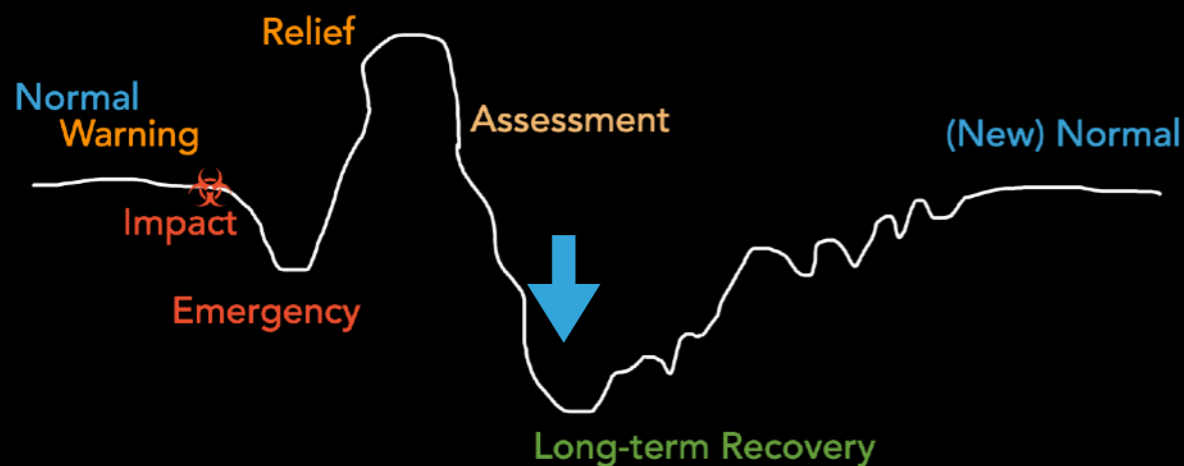 Relief
Normal
Warning
Assessment
(New) Normal
Impact
Emergency
Long-term Recovery